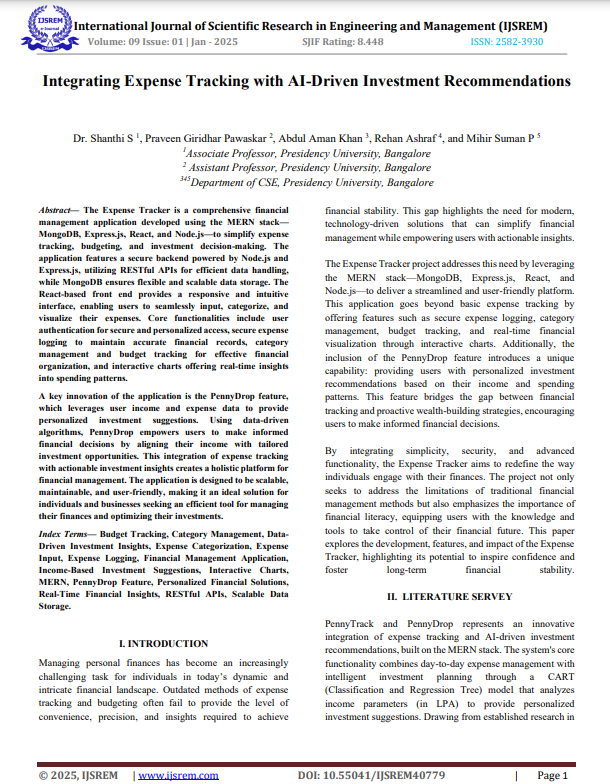 IJSREM
e-Journal
International Journal of Scientific Research in Engineering and Management (IJSREM)
Volume: 09 Issue: 01 | Jan - 2025 SJIF Rating: 8.448 ISSN: 2582-3930
Integrating Expense Tracking with AI-Driven Investment Recommendations
Dr. Shanthi S 1, Praveen Giridhar Pawaskar 2, Abdul Aman Khan 3, Rehan Ashraf 4, and Mihir Suman P 5
1Associate Professor, Presidency University, Bangalore
2 Assistant Professor, Presidency University, Bangalore
345Department of CSE, Presidency University, Bangalore
Abstract— The Expense Tracker is a comprehensive financial
management application developed using the MERN stack—
MongoDB, Express.js, React, and Node.js—to simplify expense
tracking, budgeting, and investment decision-making. The
application features a secure backend powered by Node.js and
Express.js, utilizing RESTful APIs for efficient data handling,
while MongoDB ensures flexible and scalable data storage. The
React-based front end provides a responsive and intuitive
interface, enabling users to seamlessly input, categorize, and
visualize their expenses. Core functionalities include user
authentication for secure and personalized access, secure expense
logging to maintain accurate financial records, category
management and budget tracking for effective financial
organization, and interactive charts offering real-time insights
into spending patterns.
A key innovation of the application is the PennyDrop feature,
which leverages user income and expense data to provide
personalized investment suggestions. Using data-driven
algorithms, PennyDrop empowers users to make informed
financial decisions by aligning their income with tailored
investment opportunities. This integration of expense tracking
with actionable investment insights creates a holistic platform for
financial management. The application is designed to be scalable,
maintainable, and user-friendly, making it an ideal solution for
individuals and businesses seeking an efficient tool for managing
their finances and optimizing their investments.
Index Terms— Budget Tracking, Category Management, Data-
Driven Investment Insights, Expense Categorization, Expense
Input, Expense Logging, Financial Management Application,
Income-Based Investment Suggestions, Interactive Charts,
MERN, PennyDrop Feature, Personalized Financial Solutions,
Real-Time Financial Insights, RESTful APIs, Scalable Data
Storage.
I. INTRODUCTION
Managing personal finances has become an increasingly
challenging task for individuals in today's dynamic and
intricate financial landscape. Outdated methods of expense
tracking and budgeting often fail to provide the level of
convenience, precision, and insights required to achieve
financial stability. This gap highlights the need for modern,
technology-driven solutions that can simplify financial
management while empowering users with actionable insights.
The Expense Tracker project addresses this need by leveraging
the MERN stack—MongoDB, Express.js, React, and
Node.js—to deliver a streamlined and user-friendly platform.
This application goes beyond basic expense tracking by
offering features such as secure expense logging, category
management, budget tracking, and real-time financial
visualization through interactive charts. Additionally, the
inclusion of the PennyDrop feature introduces a unique
capability: providing users with personalized investment
recommendations based on their income and spending
patterns. This feature bridges the gap between financial
tracking and proactive wealth-building strategies, encouraging
users to make informed financial decisions.
By integrating simplicity, security, and advanced
functionality, the Expense Tracker aims to redefine the way
individuals engage with their finances. The project not only
seeks to address the limitations of traditional financial
management methods but also emphasizes the importance of
financial literacy, equipping users with the knowledge and
tools to take control of their financial future. This paper
explores the development, features, and impact of the Expense
Tracker, highlighting its potential to inspire confidence and
foster long-term financial stability.
II. LITERATURE SURVEY
PennyTrack and PennyDrop represents an innovative
integration of expense tracking and AI-driven investment
recommendations, built on the MERN stack. The system's core
functionality combines day-to-day expense management with
intelligent investment planning through a CART
(Classification and Regression Tree) model that analyzes
income parameters (in LPA) to provide personalized
investment suggestions. Drawing from established research in
© 2025, IJSREM | www.ijsrem.com DOI: 10.55041/IJSREM40779 | Page 1